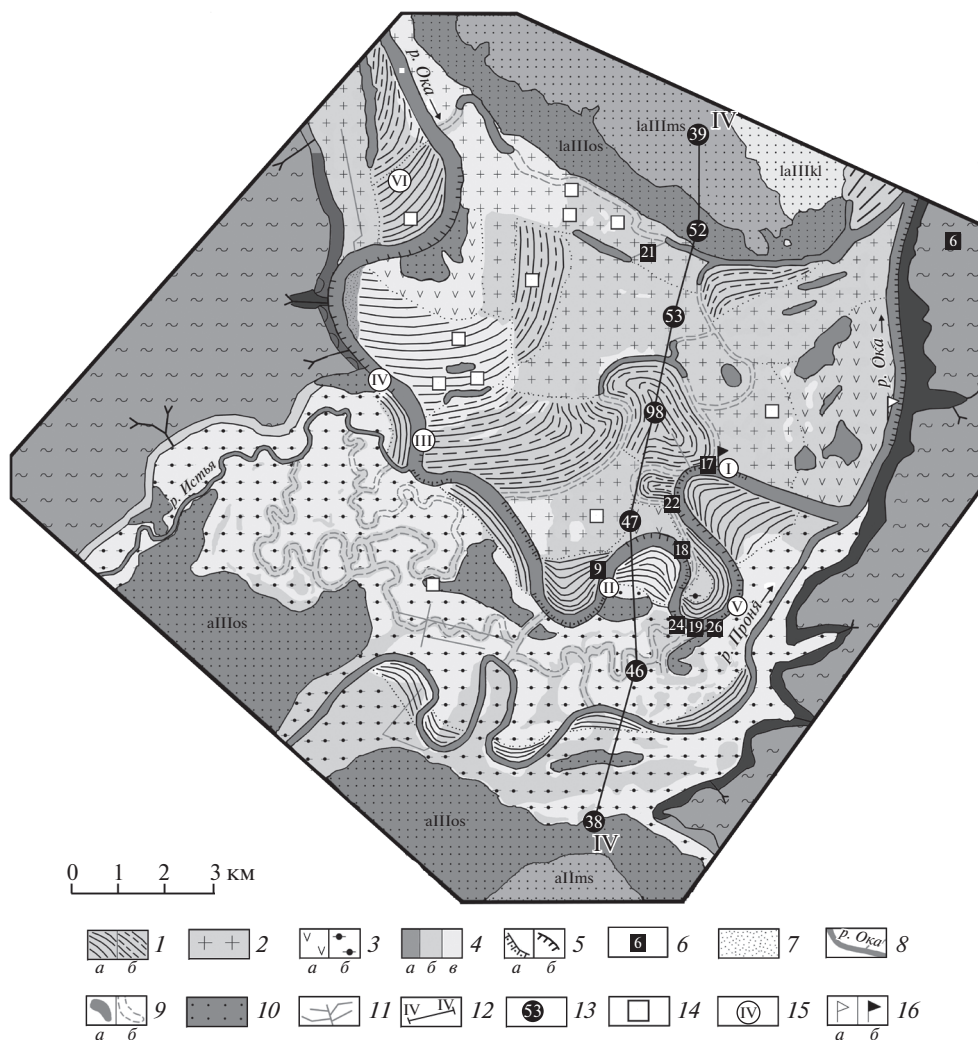 р. Ока
laIIIms
IV
39
laIIIos
laIIIkl
VI
52
21
6
53
р. Ока
IV
98
III
17
I
р. Истья
22
47
18
9
II
V
24
19
26
р. Проня
aIIIos
46
aIIIos
38
IV
aIIms
0 1 2 3 км
1 2 3 4 5 6 6 7 р. Ока 8
а б а б а б в а б
9 10 11 IV IV 12 53 13 14 IV 15 16
а б а б